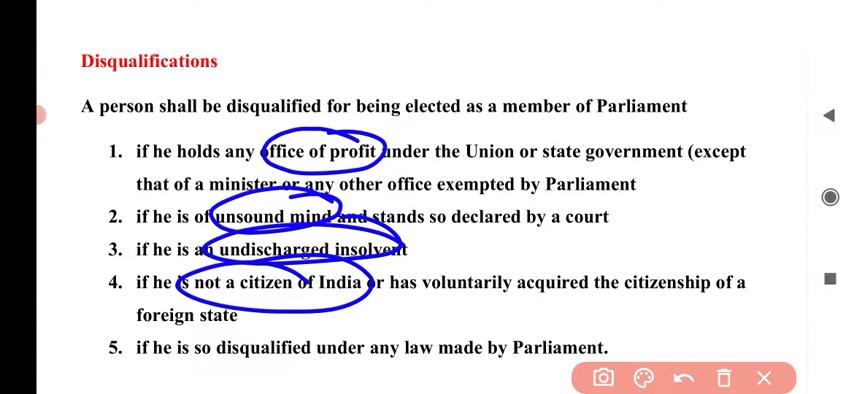 Disqualifications
A person shall be disqualified for being elected as a member of Parliament
1. if he holds any office of profit under the Union or state government (except
that of a minister or any other office exempted by Parliament
2. if he is of unsound mind and stands so declared by a court
3. if he is an undischarged insolvent
4. if he is not a citizen of India or has voluntarily acquired the citizenship of a
foreign state
5. if he is so disqualified under any law made by Parliament.